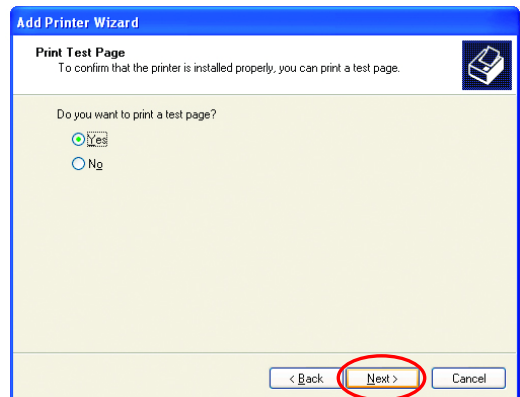 Add Printer Wizard
Print Test Page
To confirm that the printer is installed properly, you can print a test page.
Do you want to print a test page?
Yes
No
< Back
Next >
Cancel